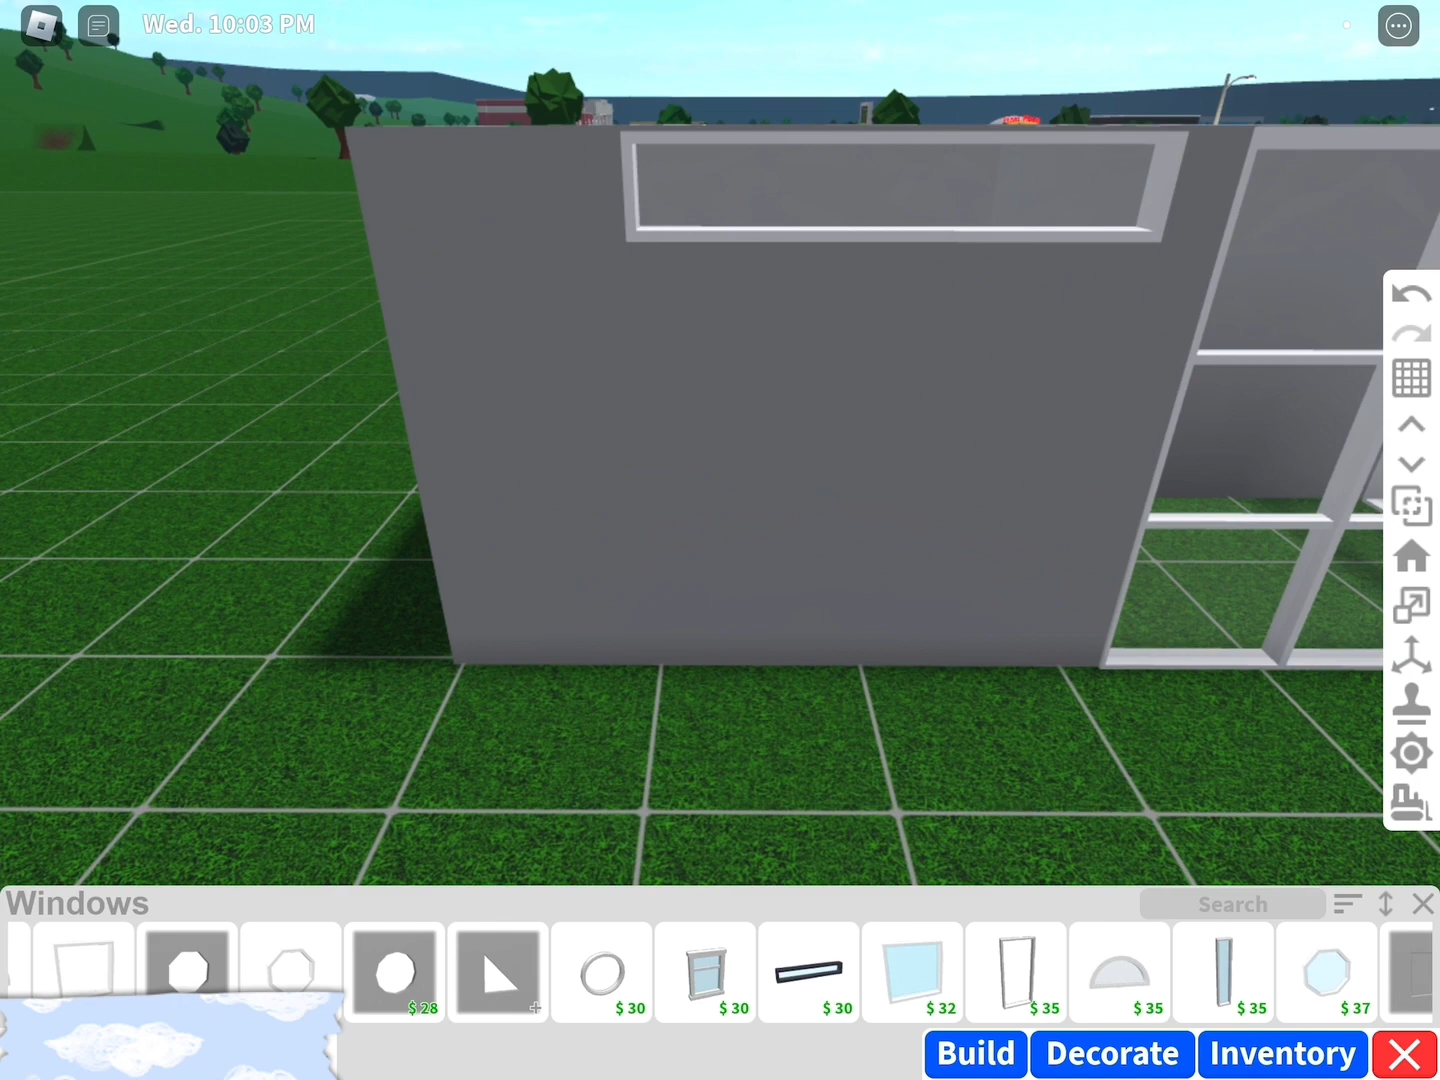 Wed. 10:03 PM
Windows
Search
$ 28
$ 30
$ 30
$ 30
$ 32
$ 35
$ 35
$ 35
$ 37
Build
Decorate
Inventory